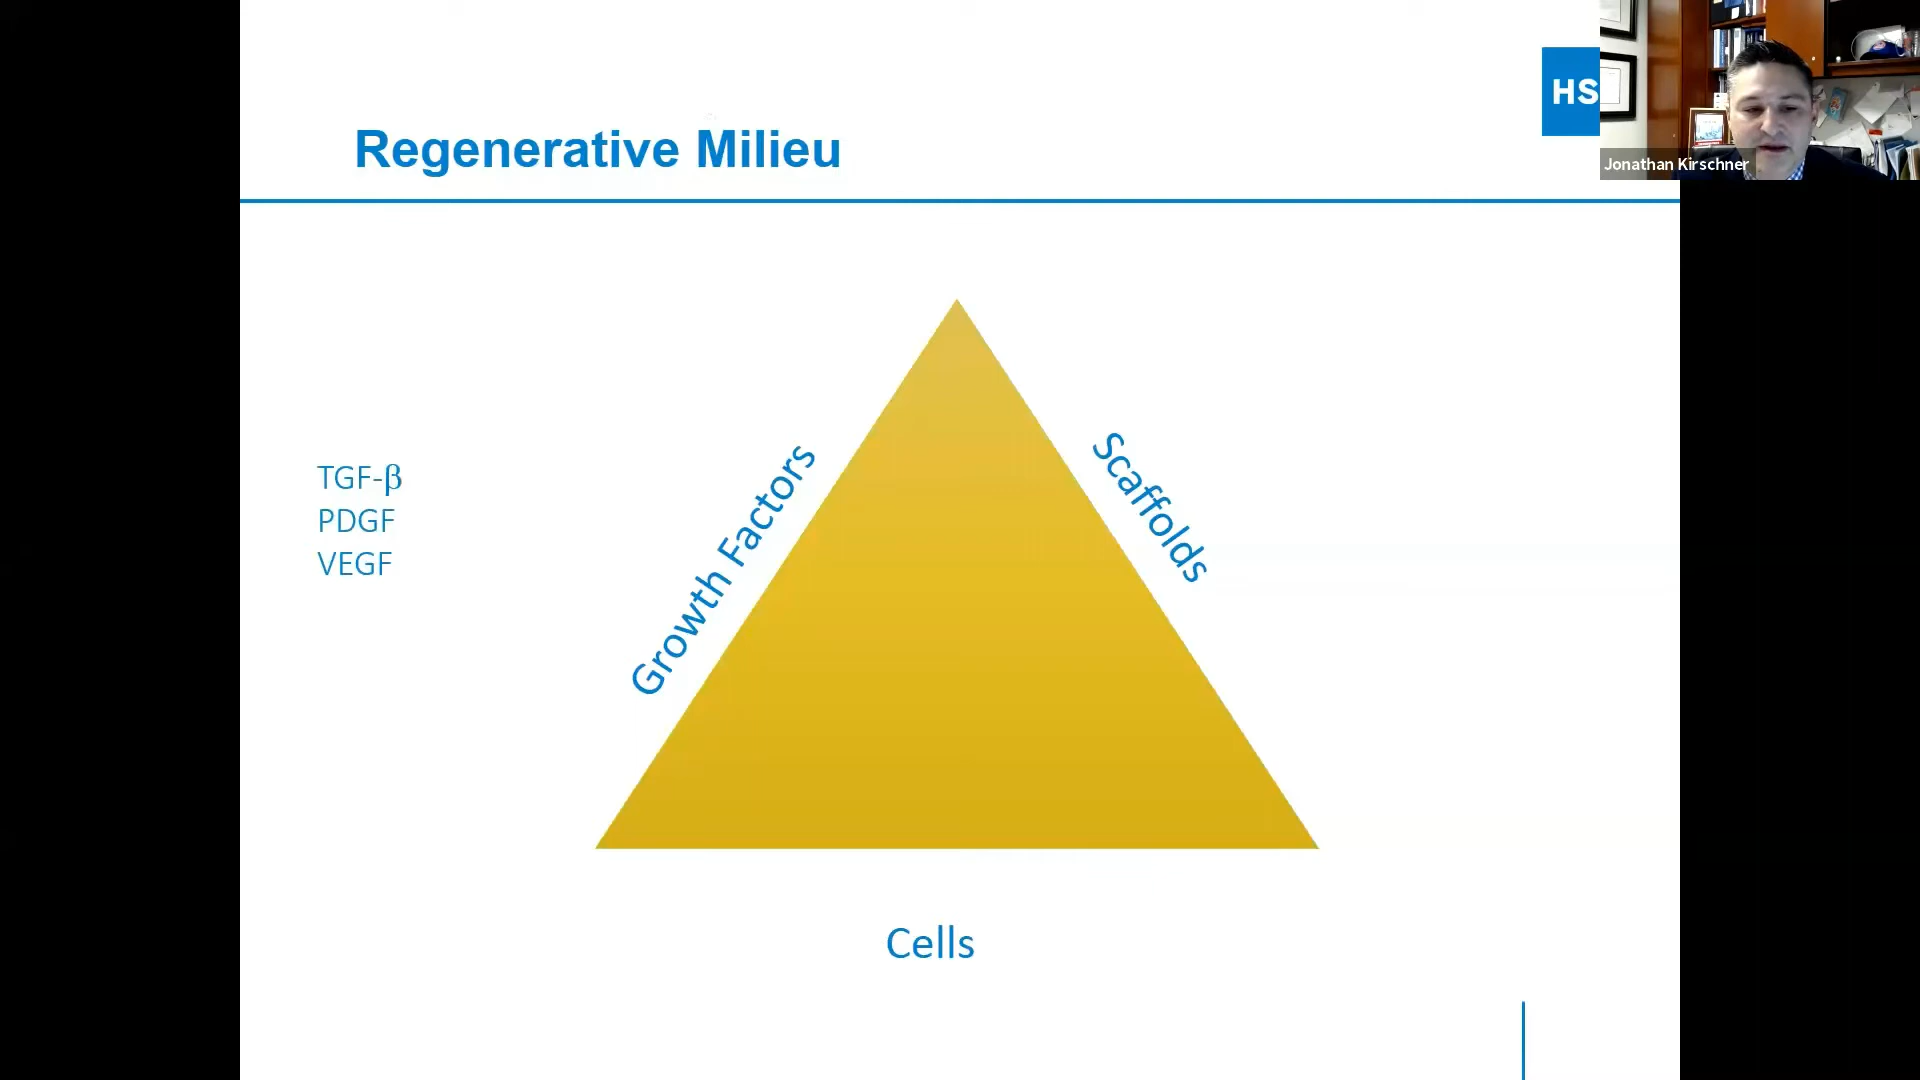 Regenerative Milieu
HS
Jonathan Kirschner
TGF-β
PDGF
VEGF
Growth Factors
Scaffolds
Cells